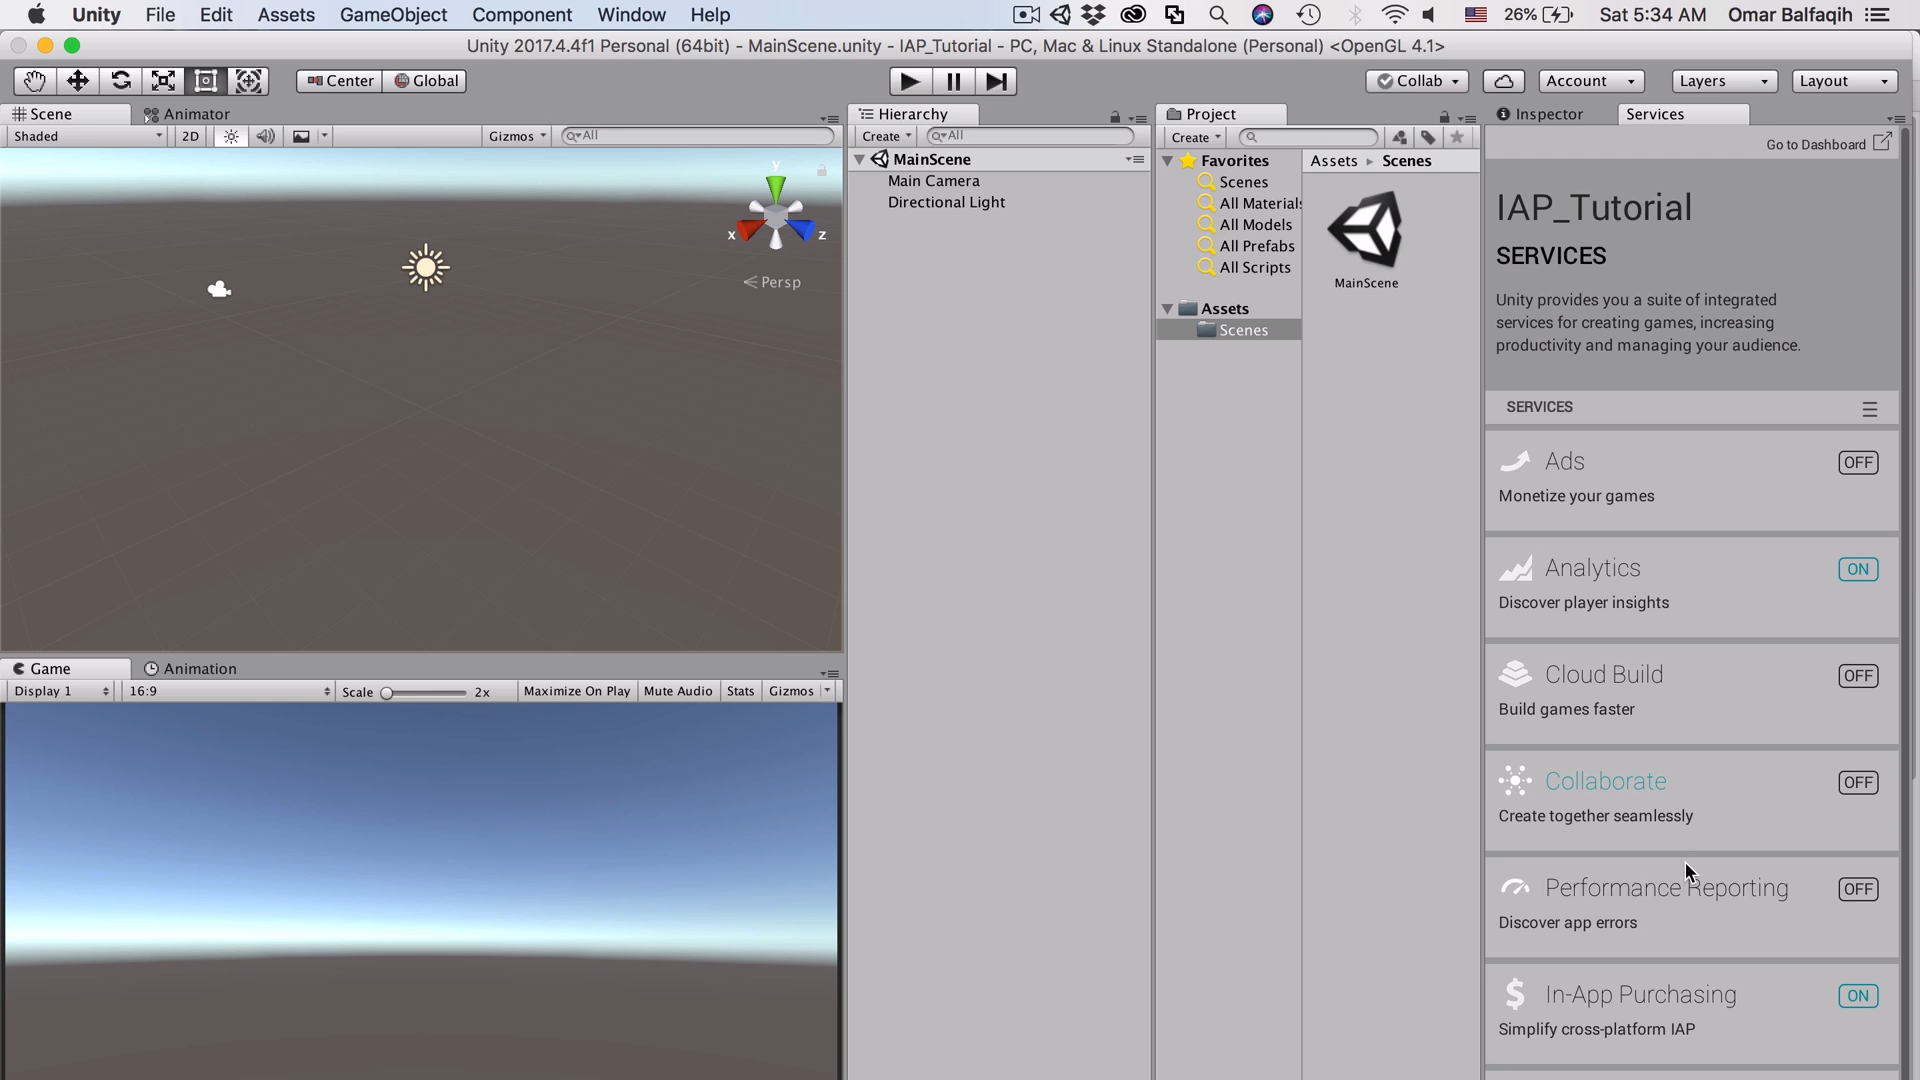 Unity File Edit Assets GameObject Component Window Help 26% Sat 5:34 AM Omar Balfaqih
Unity 2017.4.4f1 Personal (64bit) - MainScene.unity - IAP_Tutorial - PC, Mac & Linux Standalone (Personal) <OpenGL 4.1>
Center Global Collab Account Layers Layout
Scene Animator
Shaded 2D Gizmos All
y
x
z
Persp
Game Animation
Display 1 16:9 Scale 2x Maximize On Play Mute Audio Stats Gizmos
Hierarchy
Create All
MainScene
Main Camera
Directional Light
Project
Create
Favorites
Scenes
All Materials
All Models
All Prefabs
All Scripts
Assets
Scenes
Assets Scenes
MainScene
Inspector Services
Go to Dashboard
IAP_Tutorial
SERVICES
Unity provides you a suite of integrated
services for creating games, increasing
productivity and managing your audience.
SERVICES
Ads OFF
Monetize your games
Analytics ON
Discover player insights
Cloud Build OFF
Build games faster
Collaborate OFF
Create together seamlessly
Performance Reporting OFF
Discover app errors
In-App Purchasing ON
Simplify cross-platform IAP